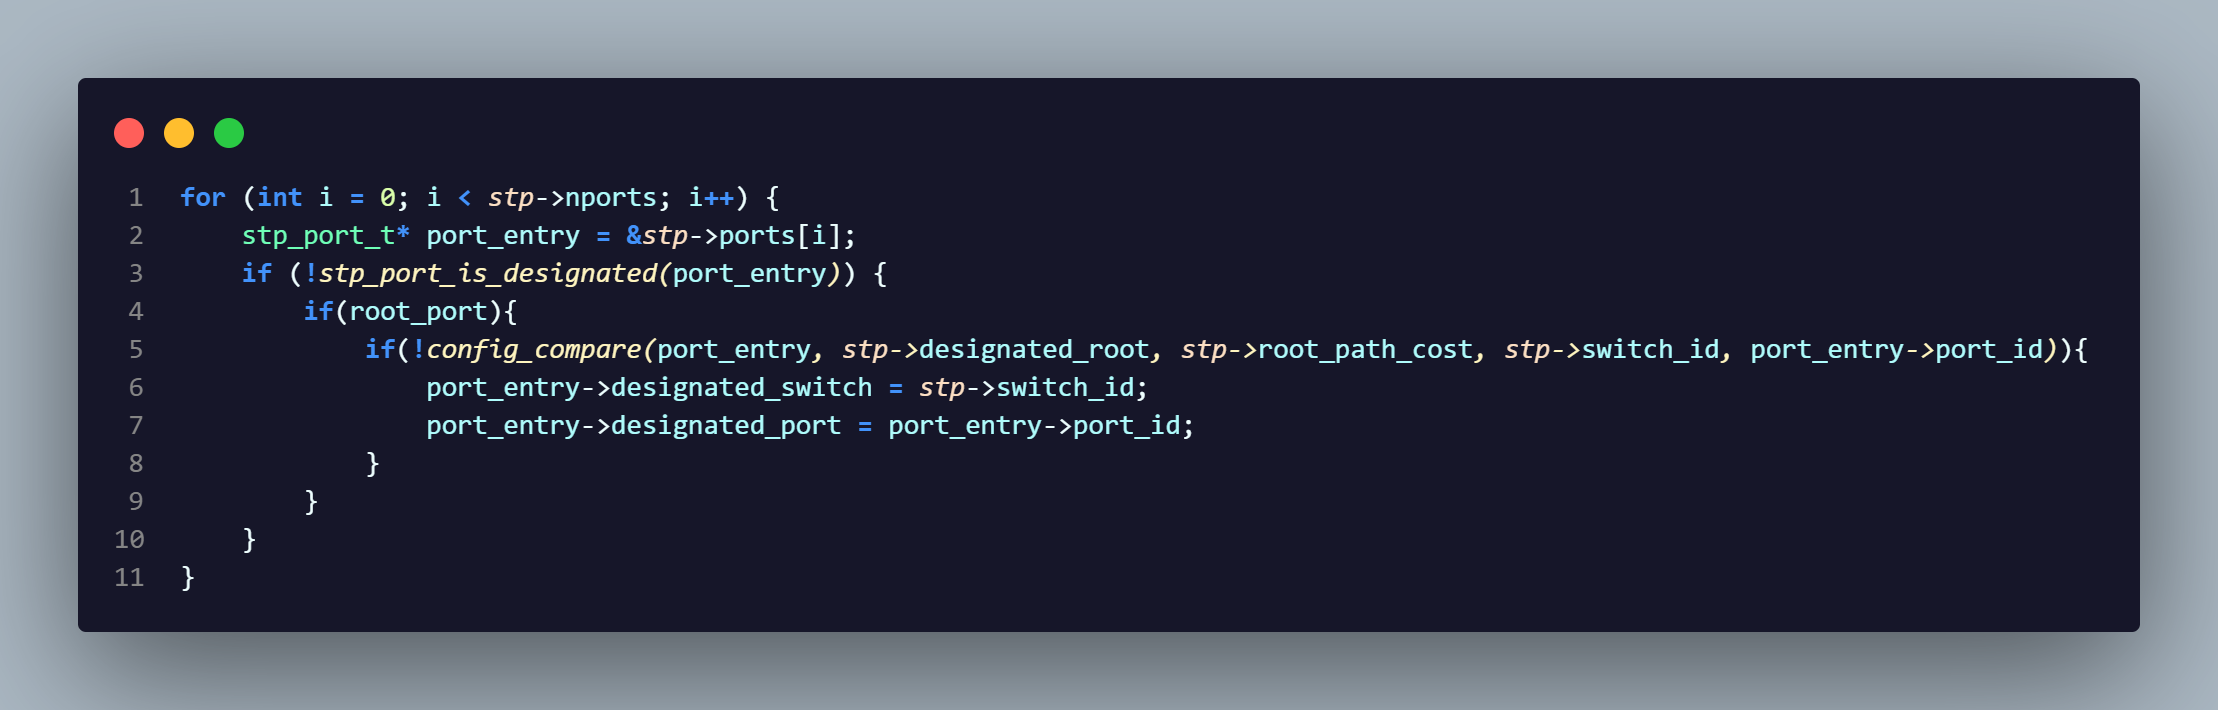 1 for (int i = 0; i < stp->nports; i++) {
2     stp_port_t* port_entry = &stp->ports[i];
3     if (!stp_port_is_designated(port_entry)) {
4         if(root_port){
5             if(!config_compare(port_entry, stp->designated_root, stp->root_path_cost, stp->switch_id, port_entry->port_id)){
6                 port_entry->designated_switch = stp->switch_id;
7                 port_entry->designated_port = port_entry->port_id;
8             }
9         }
10     }
11 }